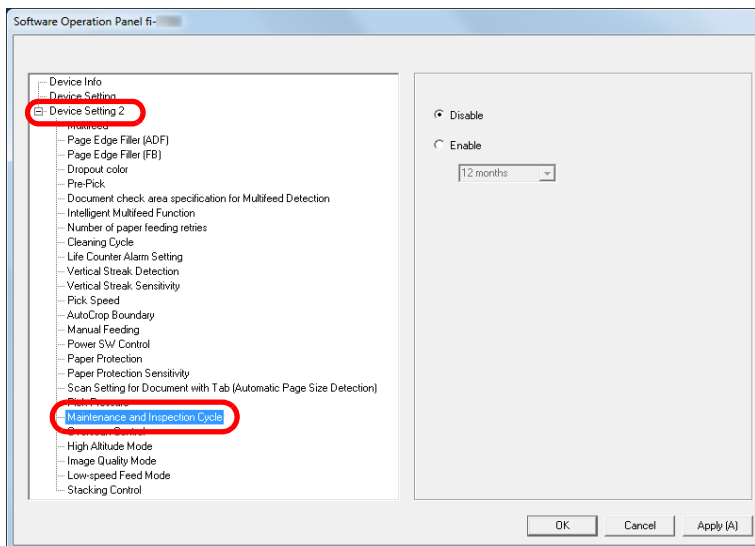 Software Operation Panel fi-
Device Info
Device Setting
Device Setting 2
Multifeed
Page Edge Filler (ADF)
Page Edge Filler (FB)
Dropout color
Pre-Pick
Document check area specification for Multifeed Detection
Intelligent Multifeed Function
Number of paper feeding retries
Cleaning Cycle
Life Counter Alarm Setting
Vertical Streak Detection
Vertical Streak Sensitivity
Pick Speed
AutoCrop Boundary
Manual Feeding
Power SW Control
Paper Protection
Paper Protection Sensitivity
Scan Setting for Document with Tab (Automatic Page Size Detection)
Pick Pressure
Maintenance and Inspection Cycle
Overscan Control
High Altitude Mode
Image Quality Mode
Low-speed Feed Mode
Stacking Control
Disable
Enable
12 months
OK
Cancel
Apply (A)